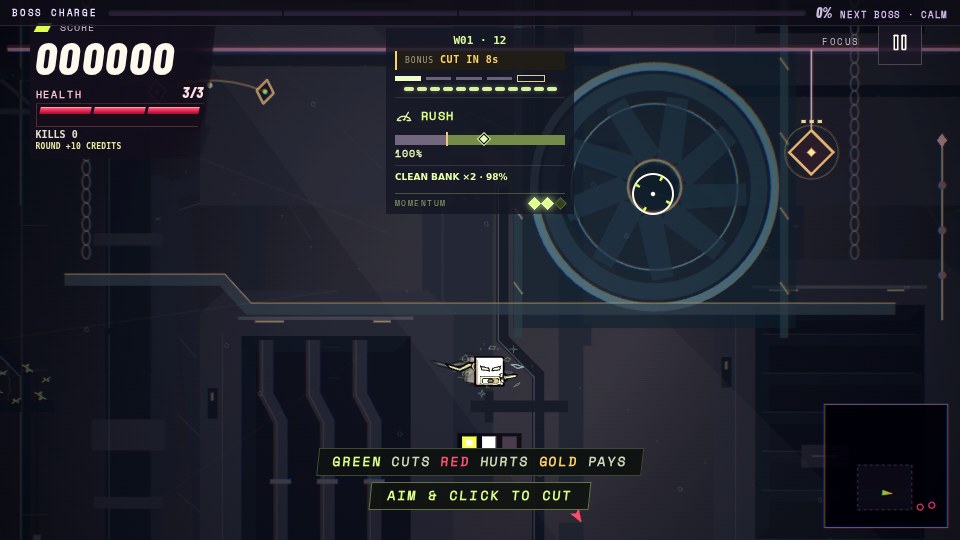 BOSS CHARGE
0% NEXT BOSS · CALM
SCORE
000000
HEALTH 3/3
KILLS 0
ROUND +10 CREDITS
W01 · 12
BONUS CUT IN 8s
RUSH
100%
CLEAN BANK ×2 · 98%
MOMENTUM
FOCUS
GREEN CUTS RED HURTS GOLD PAYS
AIM & CLICK TO CUT